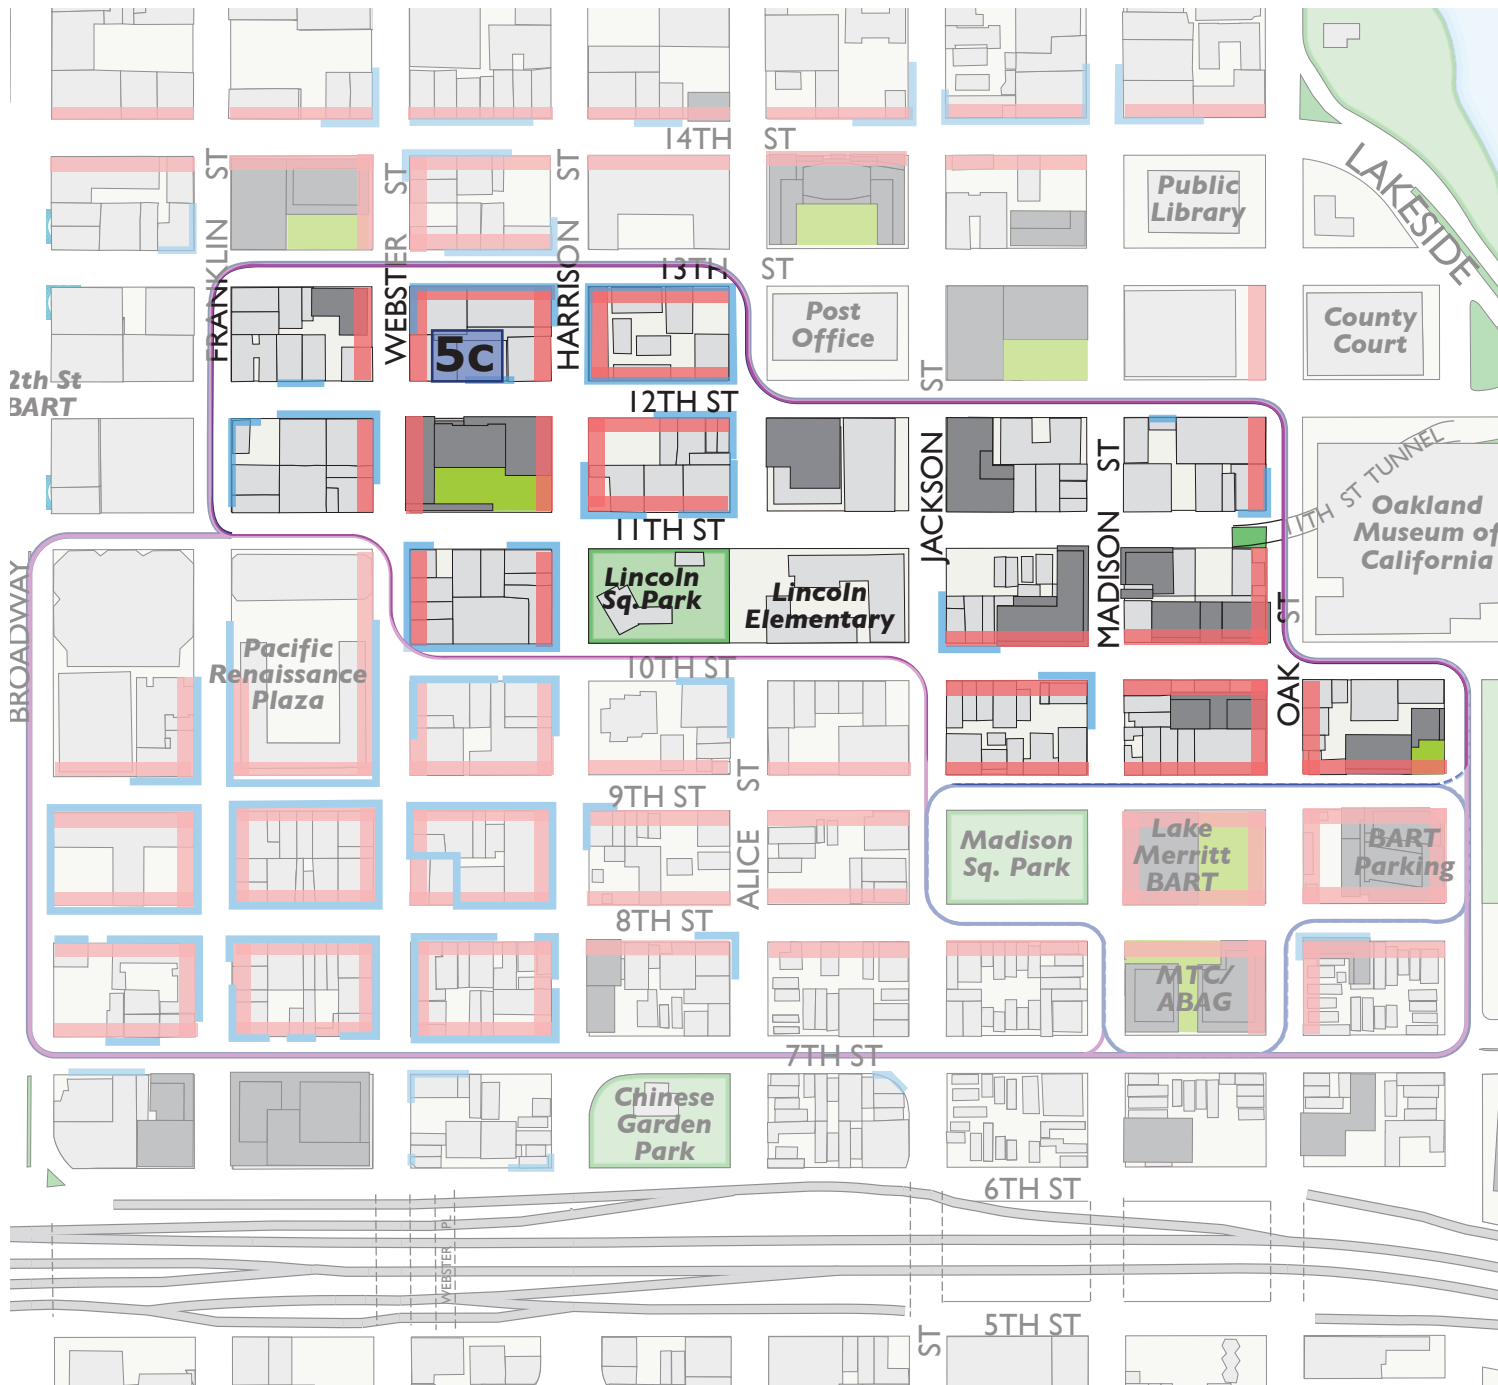 14TH ST
FRANKLIN ST
WEBSTER ST
HARRISON ST
Public
Library
LAKESIDE
13TH ST
FRANKLIN
Post
Office
County
Court
5c
2th St
BART
12TH ST
JACKSON ST
MADISON ST
11TH ST TUNNEL
Oakland
Museum of
California
11TH ST
Lincoln
Sq. Park
Lincoln
Elementary
BROADWAY
Pacific
Renaissance
Plaza
10TH ST
OAK ST
9TH ST
ALICE ST
Madison
Sq. Park
Lake
Merritt
BART
BART
Parking
8TH ST
MTC/
ABAG
7TH ST
Chinese
Garden
Park
6TH ST
WEBSTER PL
5TH ST
ST